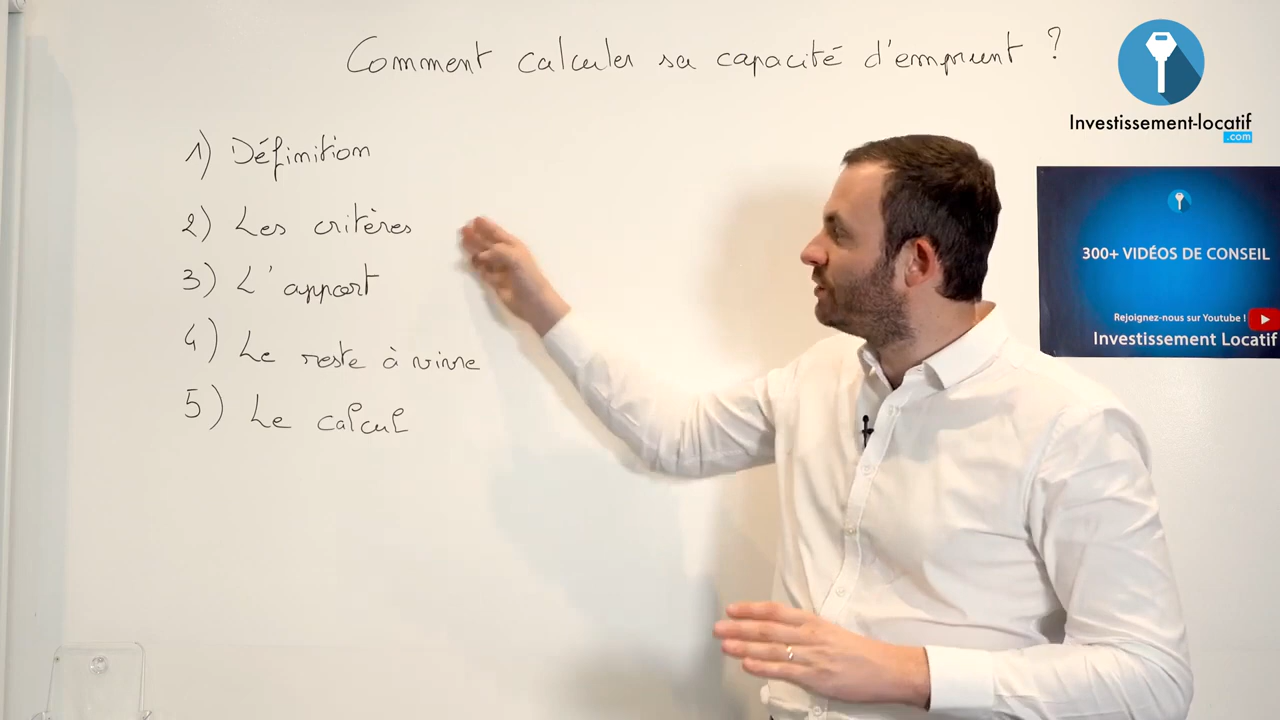 Comment calculer sa capacité d'emprunt ?
1) Définition
2) Les critères
3) L'apport
4) Le reste à vivre
5) Le calcul
Investissement-locatif
.com
300+ VIDÉOS DE CONSEIL
Rejoignez-nous sur Youtube !
Investissement Locatif